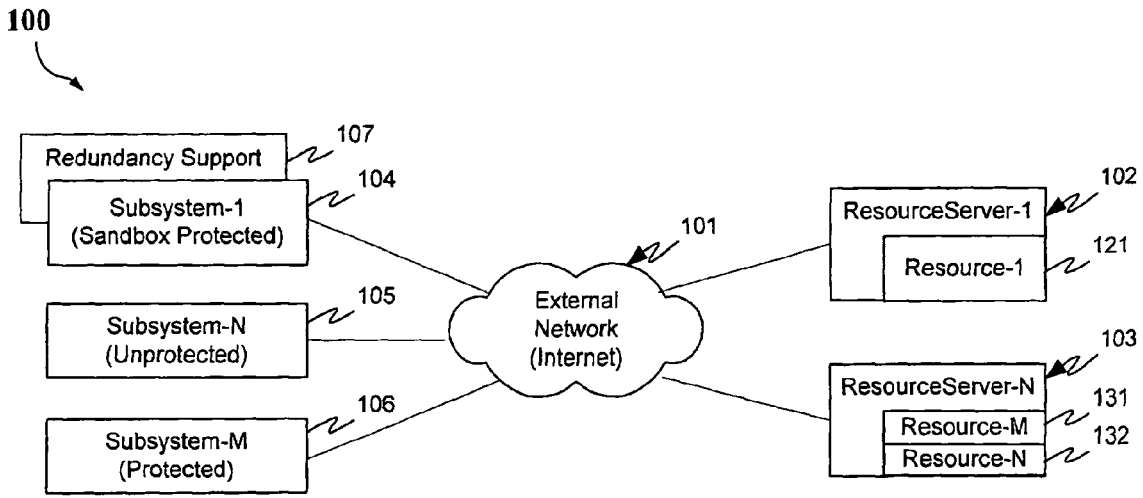 100
107
Redundancy Support
104
Subsystem-1
(Sandbox Protected)
105
Subsystem-N
(Unprotected)
106
Subsystem-M
(Protected)
101
External
Network
(Internet)
102
ResourceServer-1
121
Resource-1
103
ResourceServer-N
131
Resource-M
132
Resource-N